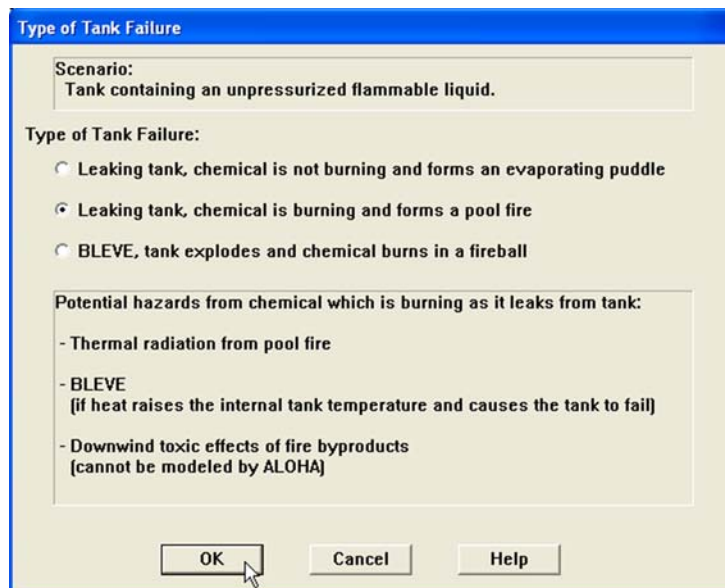 Type of Tank Failure
Scenario:
Tank containing an unpressurized flammable liquid.
Type of Tank Failure:
Leaking tank, chemical is not burning and forms an evaporating puddle
Leaking tank, chemical is burning and forms a pool fire
BLEVE, tank explodes and chemical burns in a fireball
Potential hazards from chemical which is burning as it leaks from tank:
- Thermal radiation from pool fire
- BLEVE
(if heat raises the internal tank temperature and causes the tank to fail)
- Downwind toxic effects of fire byproducts
(cannot be modeled by ALOHA)
OK Cancel Help